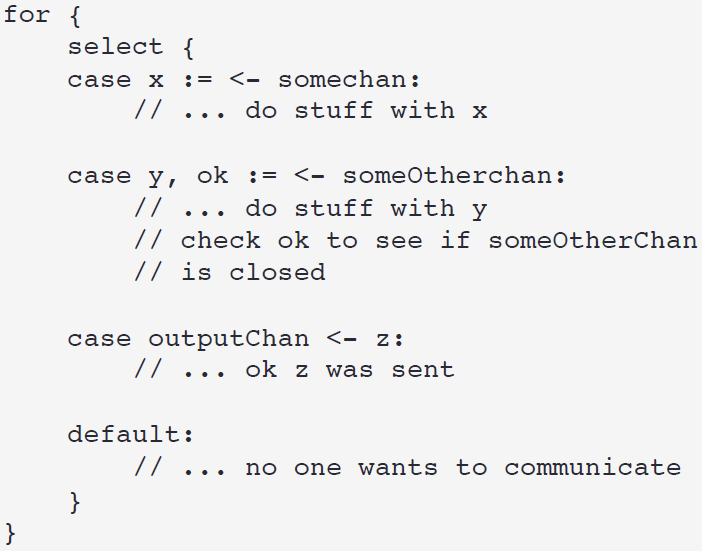 for {
    select {
    case x := <- somechan:
        // ... do stuff with x

    case y, ok := <- someOtherchan:
        // ... do stuff with y
        // check ok to see if someOtherChan
        // is closed

    case outputChan <- z:
        // ... ok z was sent

    default:
        // ... no one wants to communicate
    }
}